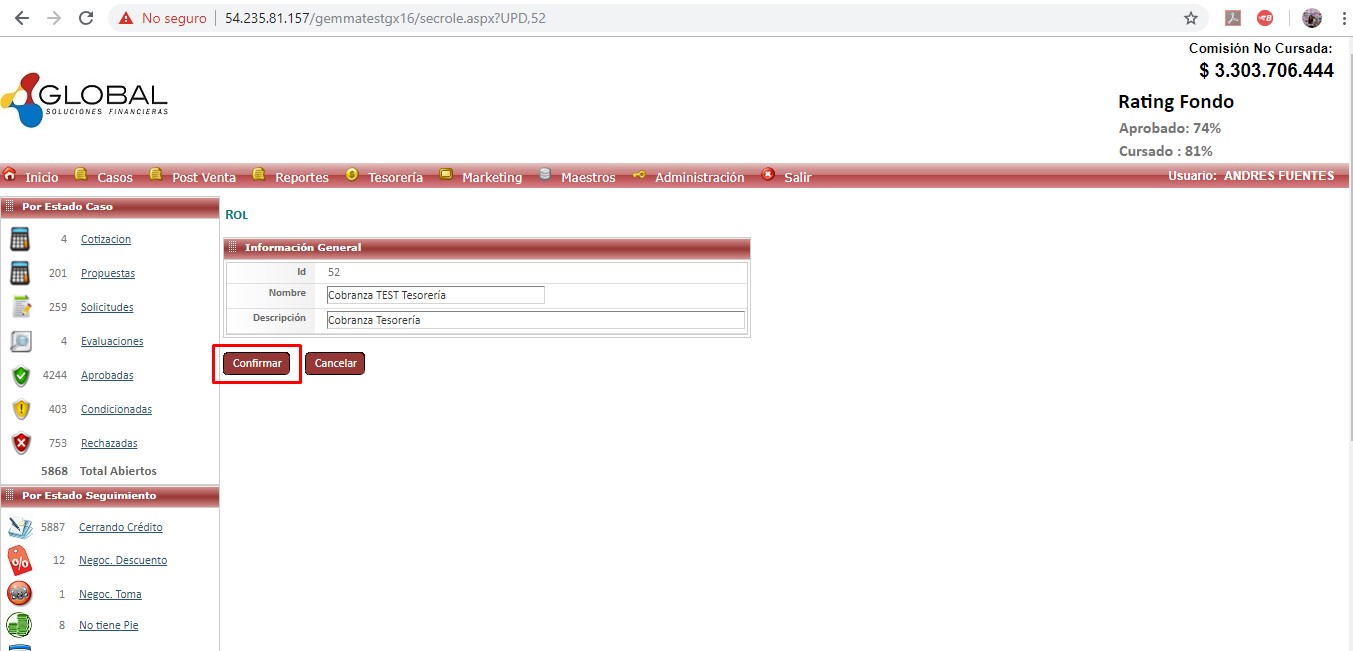 No seguro
54.235.81.157/gemmatestgx16/secrole.aspx?UPD,52
GLOBAL
SOLUCIONES FINANCIERAS
Comisión No Cursada:
$ 3.303.706.444
Rating Fondo
Aprobado: 74%
Cursado : 81%
Inicio Casos Post Venta Reportes Tesorería Marketing Maestros Administración Salir Usuario: ANDRES FUENTES
Por Estado Caso
4 Cotizacion
201 Propuestas
259 Solicitudes
4 Evaluaciones
4244 Aprobadas
403 Condicionadas
753 Rechazadas
5868 Total Abiertos
Por Estado Seguimiento
5887 Cerrando Crédito
12 Negoc. Descuento
1 Negoc. Toma
8 No tiene Pie
ROL
Información General
Id 52
Nombre Cobranza TEST Tesorería
Descripción Cobranza Tesorería
Confirmar Cancelar